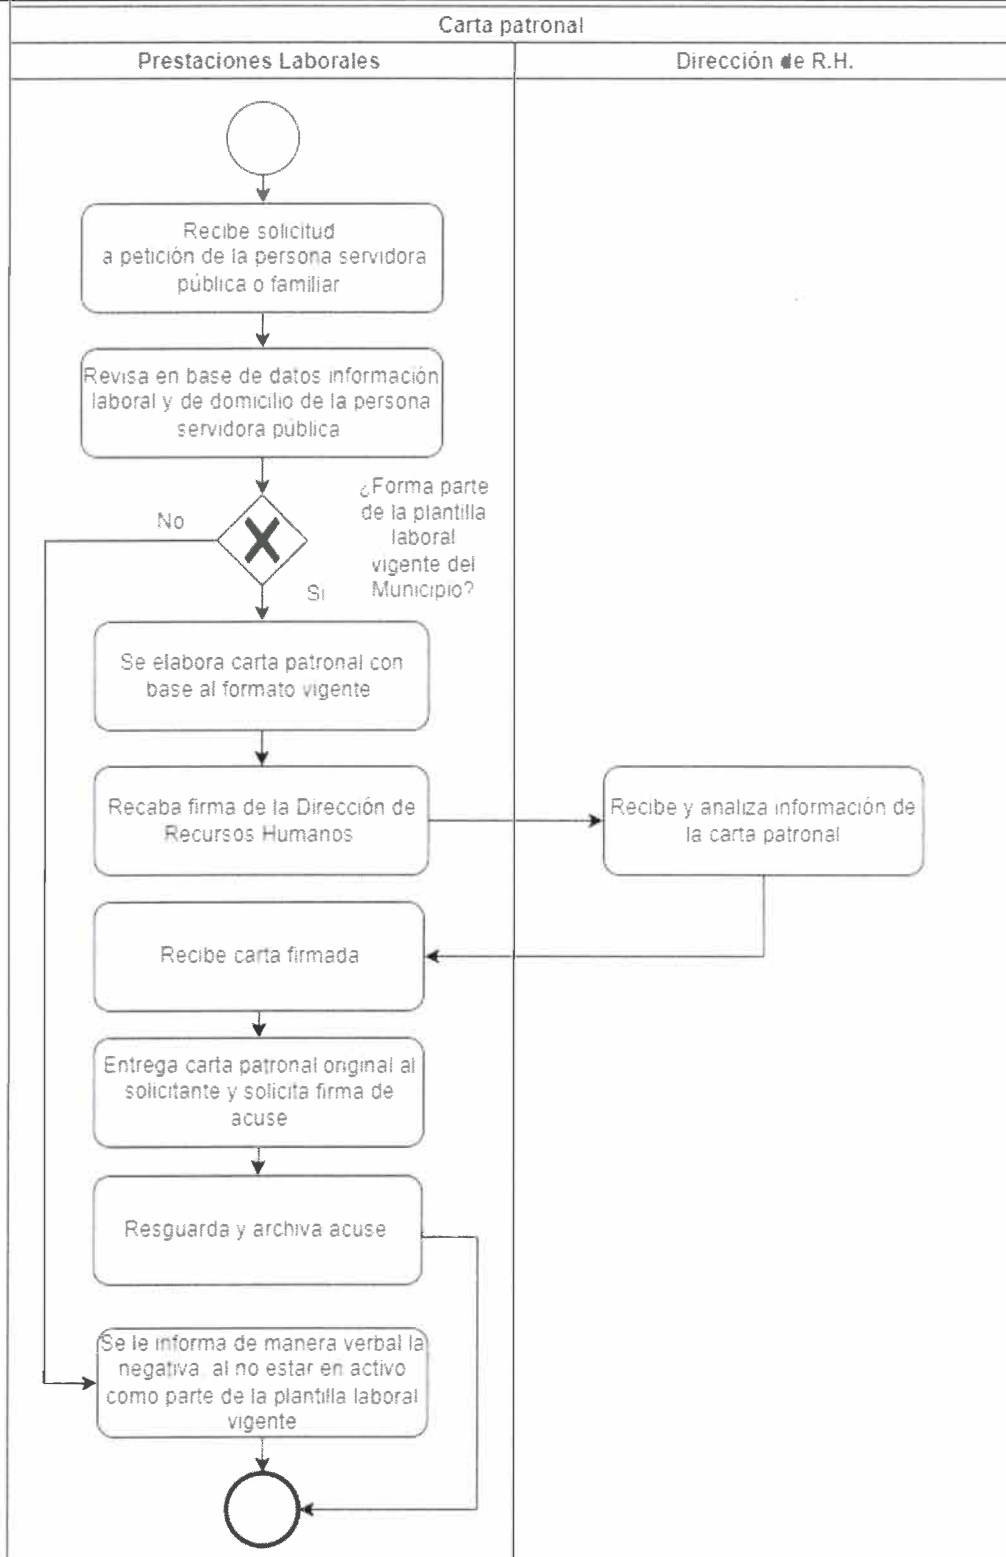 Carta patronal
Prestaciones Laborales
Dirección de R.H.
Recibe solicitud
a petición de la persona servidora
pública o familiar
Revisa en base de datos información
laboral y de domicilio de la persona
servidora pública
¿Forma parte
de la plantilla
laboral
vigente del
Municipio?
No
Si
Se elabora carta patronal con
base al formato vigente
Recaba firma de la Dirección de
Recursos Humanos
Recibe y analiza información de
la carta patronal
Recibe carta firmada
Entrega carta patronal original al
solicitante y solicita firma de
acuse
Resguarda y archiva acuse
Se le informa de manera verbal la
negativa, al no estar en activo
como parte de la plantilla laboral
vigente